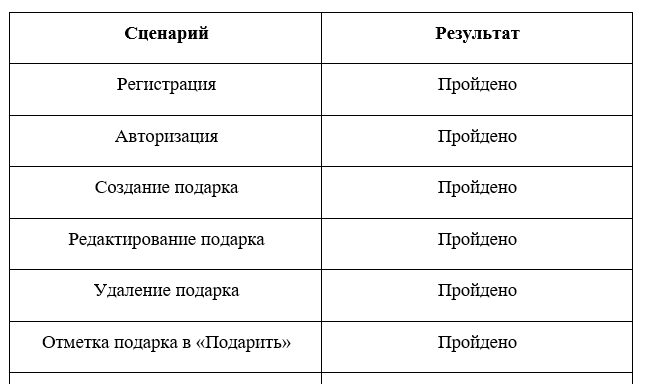 Сценарий Результат
Регистрация Пройдено
Авторизация Пройдено
Создание подарка Пройдено
Редактирование подарка Пройдено
Удаление подарка Пройдено
Отметка подарка в «Подарить» Пройдено